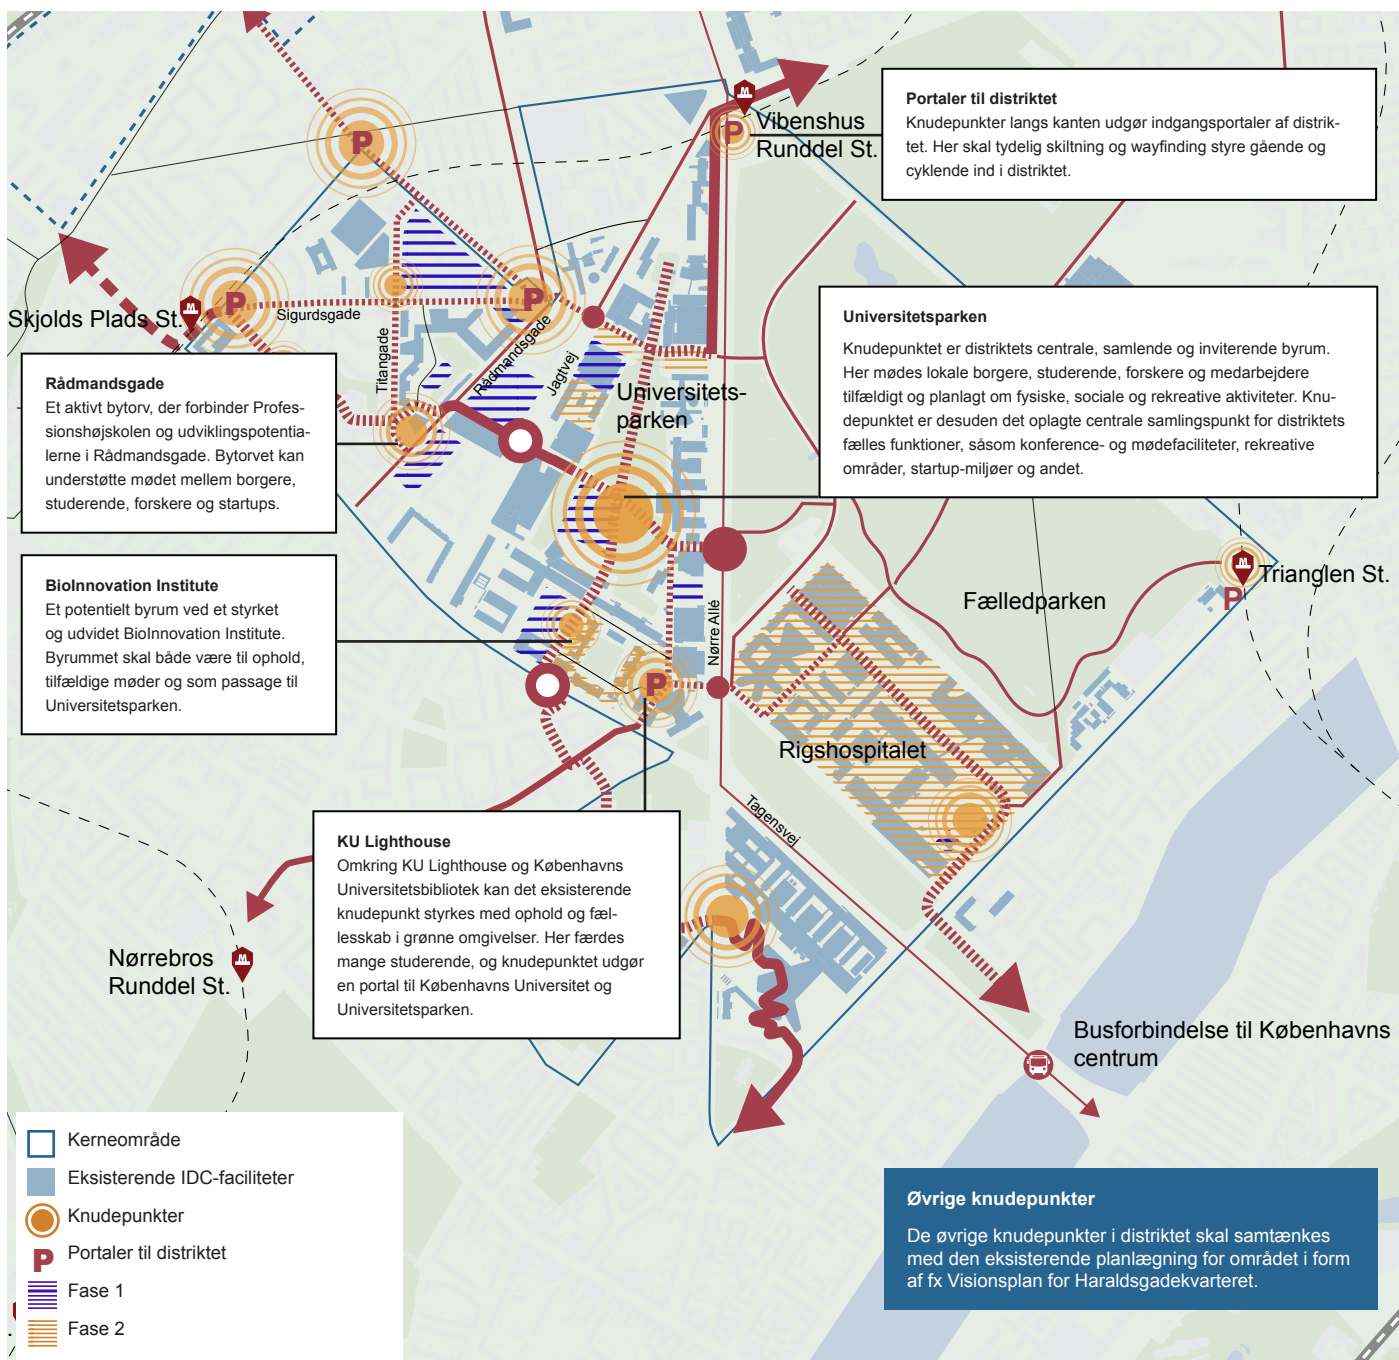 Portaler til distriktet
Knudepunkter langs kanten udgør indgangsportaler af distrik-
tet. Her skal tydelig skiltning og wayfinding styre gående og
cyklende ind i distriktet.
P
M
P
Vibenshus
Runddel St.
M
P
Skjolds Plads St.
Sigurdsgade
P
Titangade
Rådmandsgade
Jagtvej
Universitets-
parken
Universitetsparken
Knudepunktet er distriktets centrale, samlende og inviterende byrum.
Her mødes lokale borgere, studerende, forskere og medarbejdere
tilfældigt og planlagt om fysiske, sociale og rekreative aktiviteter. Knu-
depunktet er desuden det oplagte centrale samlingspunkt for distriktets
fælles funktioner, såsom konference- og mødefaciliteter, rekreative
områder, startup-miljøer og andet.
Rådmandsgade
Et aktivt bytorv, der forbinder Profes-
sionshøjskolen og udviklingspotentia-
lerne i Rådmandsgade. Bytorvet kan
understøtte mødet mellem borgere,
studerende, forskere og startups.
BioInnovation Institute
Et potentielt byrum ved et styrket
og udvidet BioInnovation Institute.
Byrummet skal både være til ophold,
tilfældige møder og som passage til
Universitetsparken.
Nørre Allé
P
Fælledparken
M
Trianglen St.
P
Rigshospitalet
Tagensvej
KU Lighthouse
Omkring KU Lighthouse og Københavns
Universitetsbibliotek kan det eksisterende
knudepunkt styrkes med ophold og fæl-
lesskab i grønne omgivelser. Her færdes
mange studerende, og knudepunktet udgør
en portal til Københavns Universitet og
Universitetsparken.
Nørrebros
Runddel St.
M
Busforbindelse til Københavns
centrum
Kerneområde
Eksisterende IDC-faciliteter
Knudepunkter
P
Portaler til distriktet
Fase 1
Fase 2
Øvrige knudepunkter
De øvrige knudepunkter i distriktet skal samtænkes
med den eksisterende planlægning for området i form
af fx Visionsplan for Haraldsgadekvarteret.